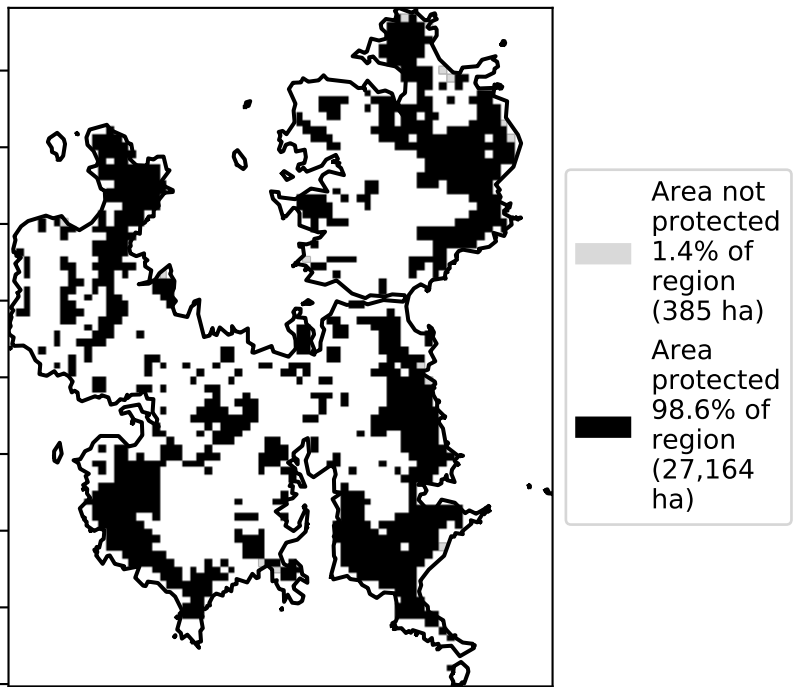 Area not
protected
1.4% of
region
(385 ha)
Area
protected
98.6% of
region
(27,164
ha)